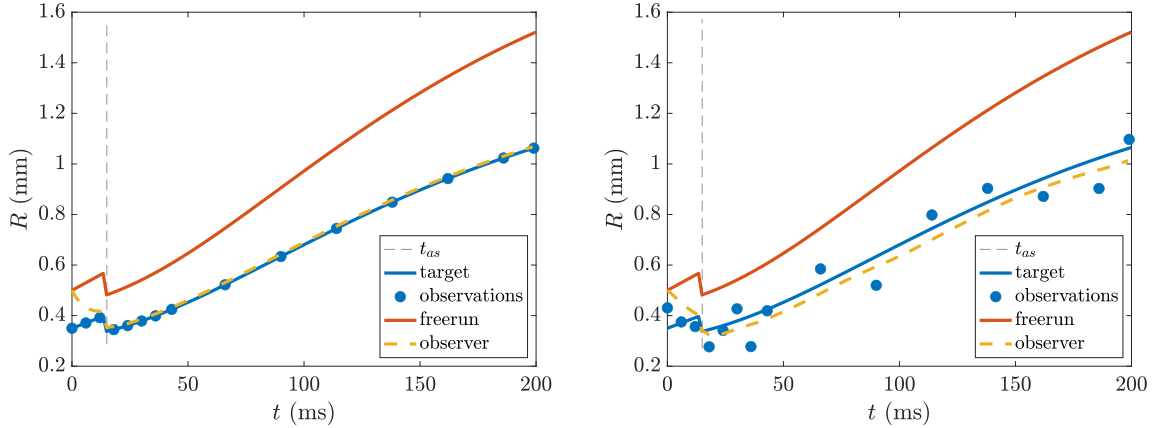 1.6
1.4
1.2
1
0.8
0.6
0.4
0.2
R (mm)
0
50
100
150
200
t (ms)
t_as
target
observations
freerun
observer
1.6
1.4
1.2
1
0.8
0.6
0.4
0.2
R (mm)
0
50
100
150
200
t (ms)
t_as
target
observations
freerun
observer